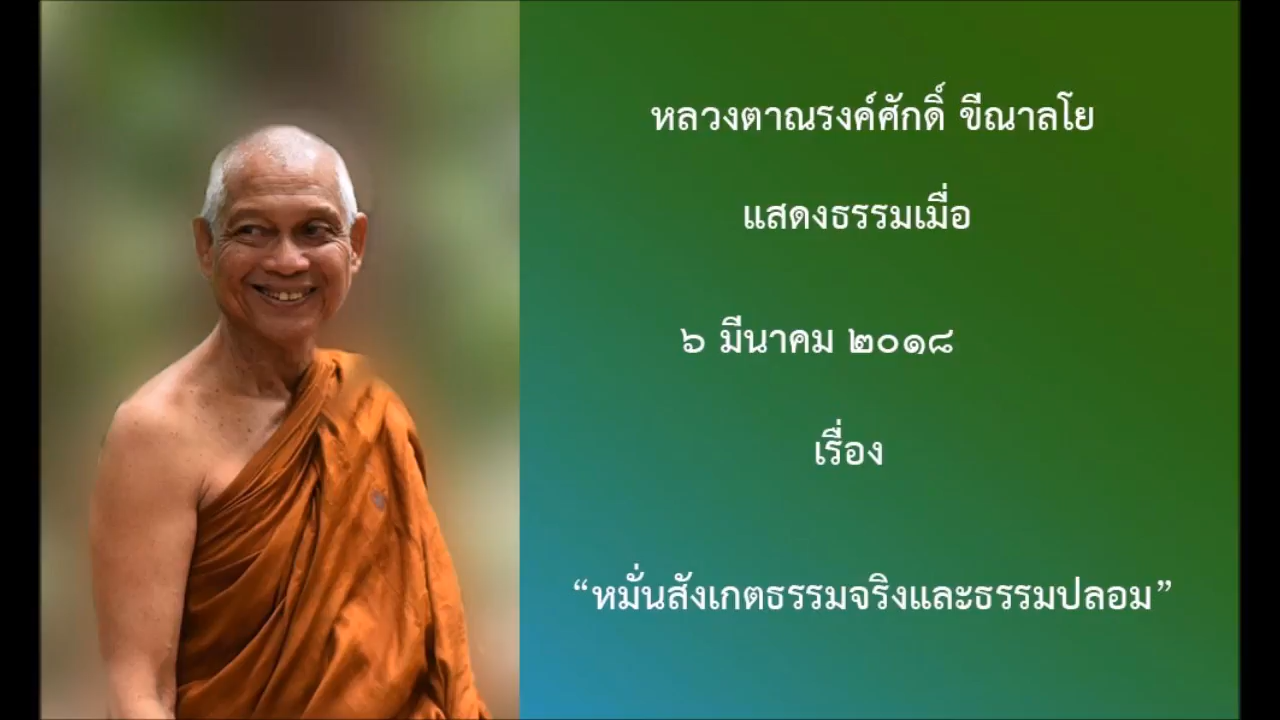 หลวงตาณรงค์ศักดิ์ ขีณาลโย
แสดงธรรมเมื่อ
๖ มีนาคม ๒๐๑๘
เรื่อง
“หมั่นสังเกตธรรมจริงและธรรมปลอม”